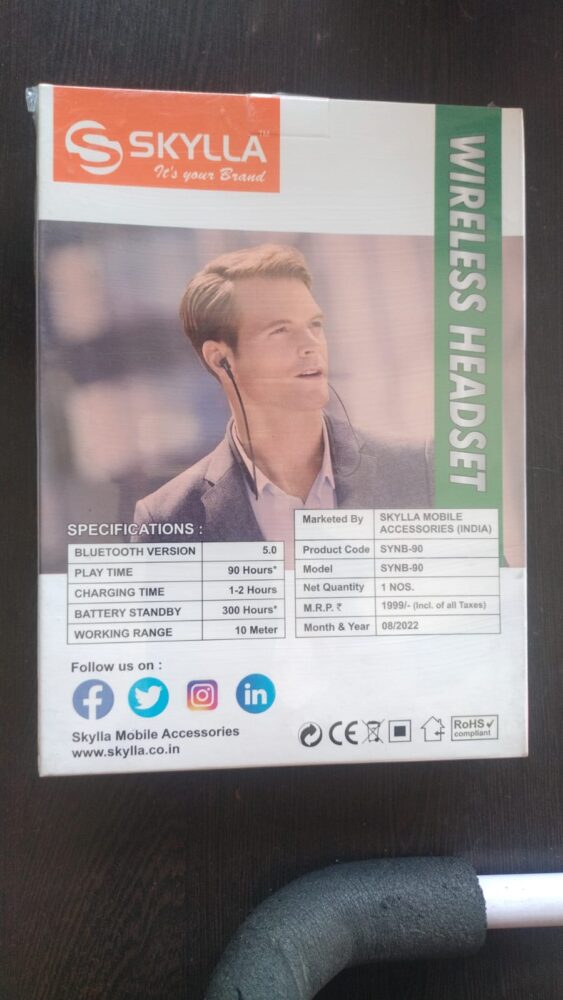 SKYLLA TM
It's your Brand
WIRELESS HEADSET
SPECIFICATIONS :
BLUETOOTH VERSION 5.0
PLAY TIME 90 Hours*
CHARGING TIME 1-2 Hours
BATTERY STANDBY 300 Hours*
WORKING RANGE 10 Meter
Marketed By SKYLLA MOBILE
ACCESSORIES (INDIA)
Product Code SYNB-90
Model SYNB-90
Net Quantity 1 NOS.
M.R.P. ₹ 1999/- (Incl. of all Taxes)
Month & Year 08/2022
Follow us on :
f in
Skylla Mobile Accessories
www.skylla.co.in
CE
RoHS ✓
compliant